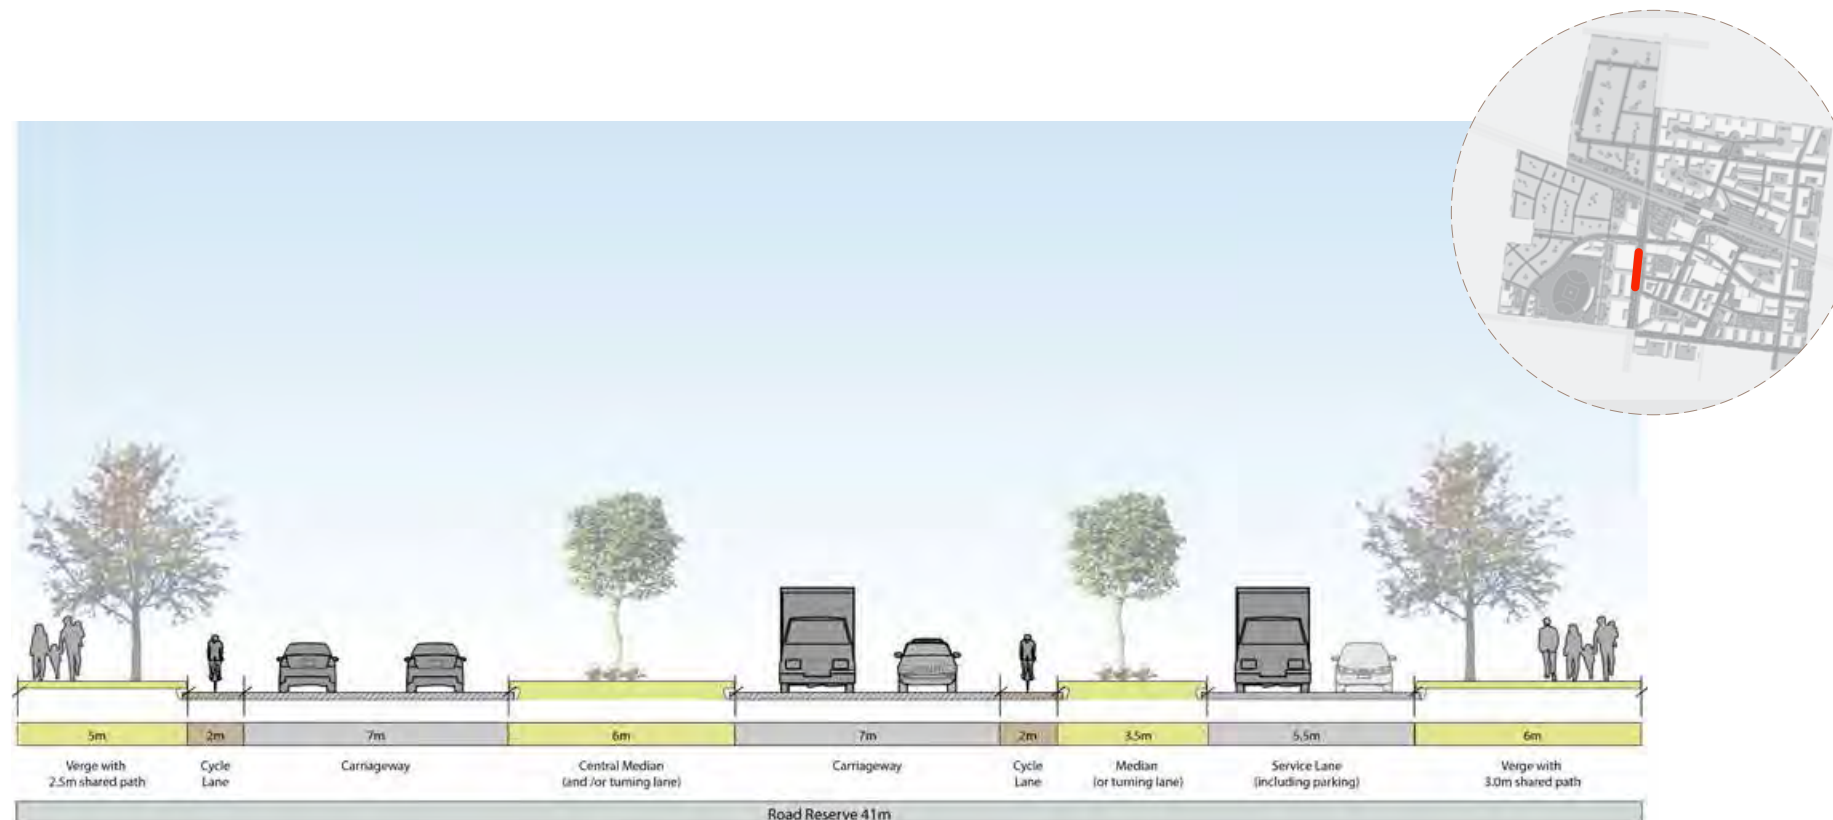 5m
2m
7m
6m
7m
2m
3.5m
5.5m
6m
Verge with
2.5m shared path
Cycle
Lane
Carriageway
Central Median
(and /or turning lane)
Carriageway
Cycle
Lane
Median
(or turning lane)
Service Lane
(including parking)
Verge with
3.0m shared path
Road Reserve 41m